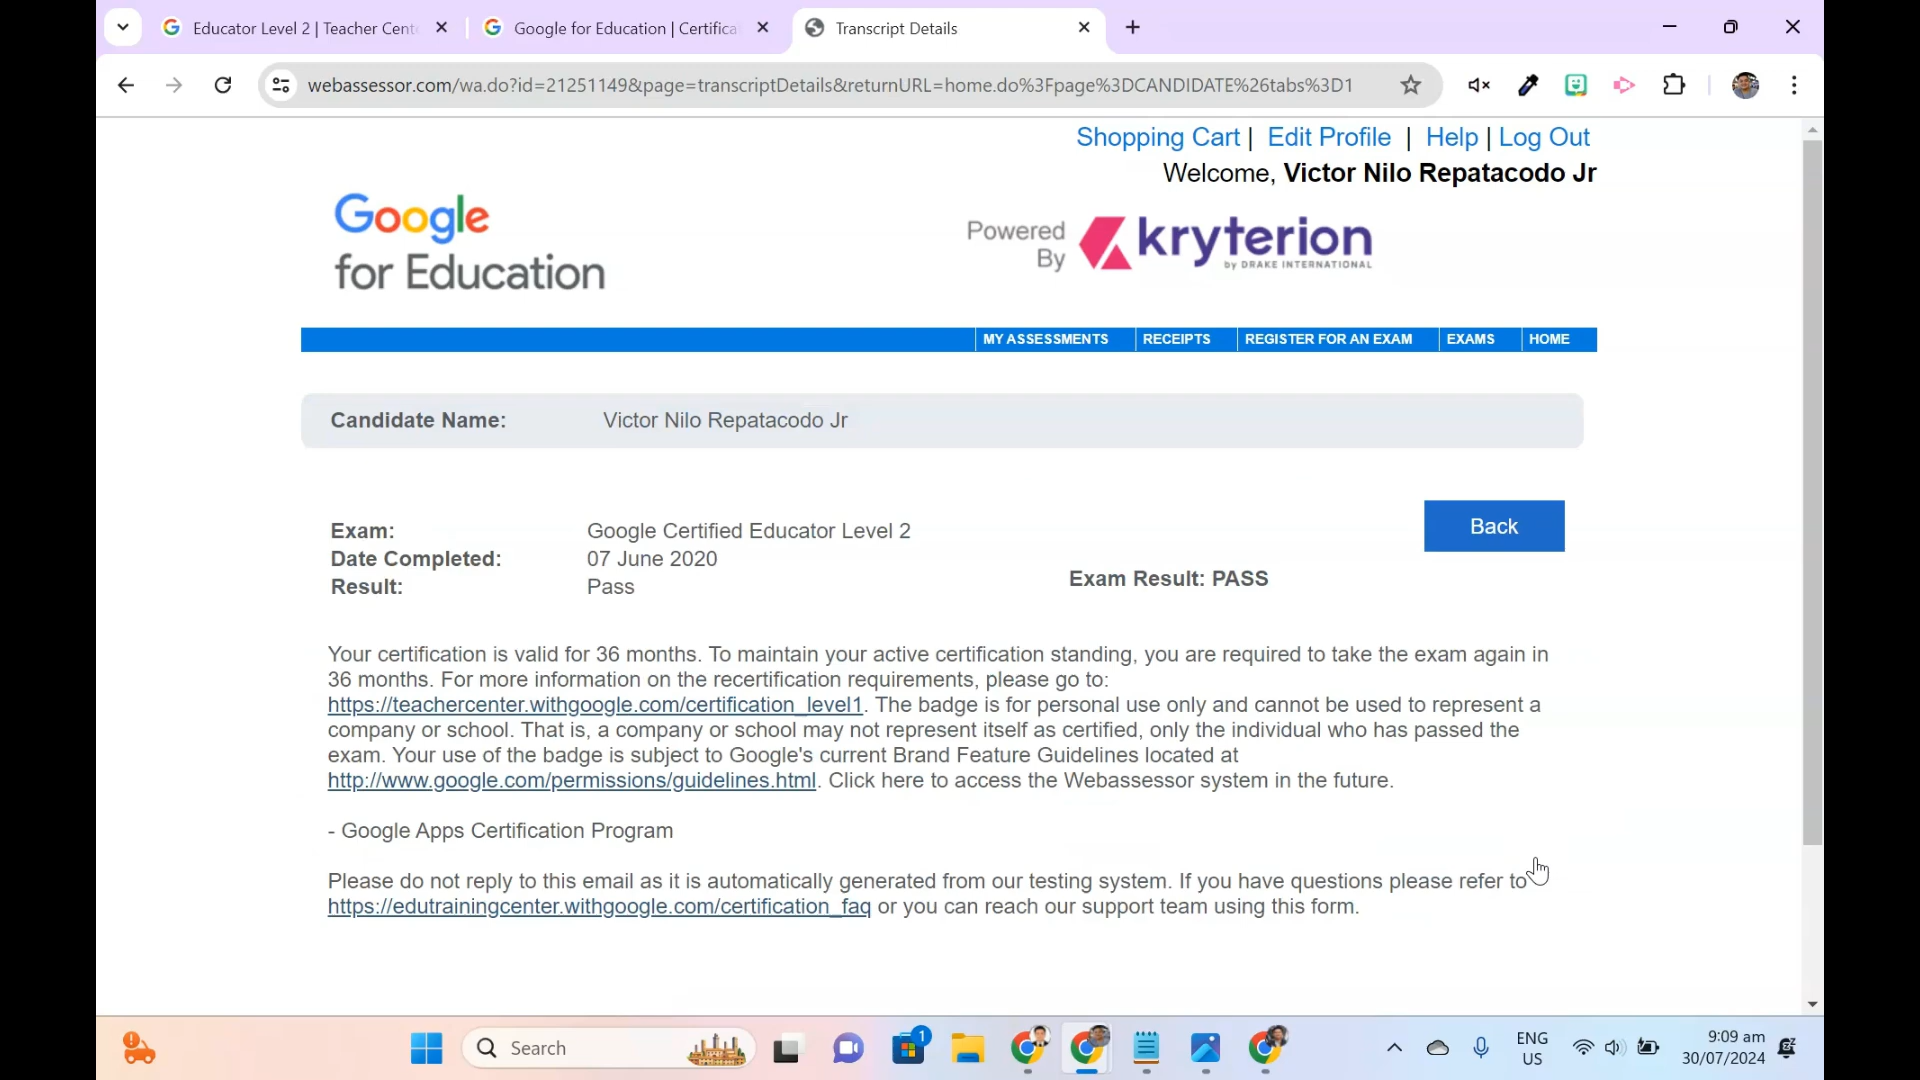 Educator Level 2 | Teacher Cent
Google for Education | Certifica
Transcript Details
webassessor.com/wa.do?id=21251149&page=transcriptDetails&returnURL=home.do%3Fpage%3DCANDIDATE%26tabs%3D1
Shopping Cart | Edit Profile | Help | Log Out
Welcome, Victor Nilo Repatacodo Jr
Google
for Education
Powered
By
kryterion
by DRAKE INTERNATIONAL
MY ASSESSMENTS
RECEIPTS
REGISTER FOR AN EXAM
EXAMS
HOME
Candidate Name: Victor Nilo Repatacodo Jr
Back
Exam: Google Certified Educator Level 2
Date Completed: 07 June 2020
Result: Pass
Exam Result: PASS
Your certification is valid for 36 months. To maintain your active certification standing, you are required to take the exam again in
36 months. For more information on the recertification requirements, please go to:
https://teachercenter.withgoogle.com/certification_level1. The badge is for personal use only and cannot be used to represent a
company or school. That is, a company or school may not represent itself as certified, only the individual who has passed the
exam. Your use of the badge is subject to Google's current Brand Feature Guidelines located at
http://www.google.com/permissions/guidelines.html. Click here to access the Webassessor system in the future.
- Google Apps Certification Program
Please do not reply to this email as it is automatically generated from our testing system. If you have questions please refer to
https://edutrainingcenter.withgoogle.com/certification_faq or you can reach our support team using this form.
Search
1
ENG
US
9:09 am
30/07/2024